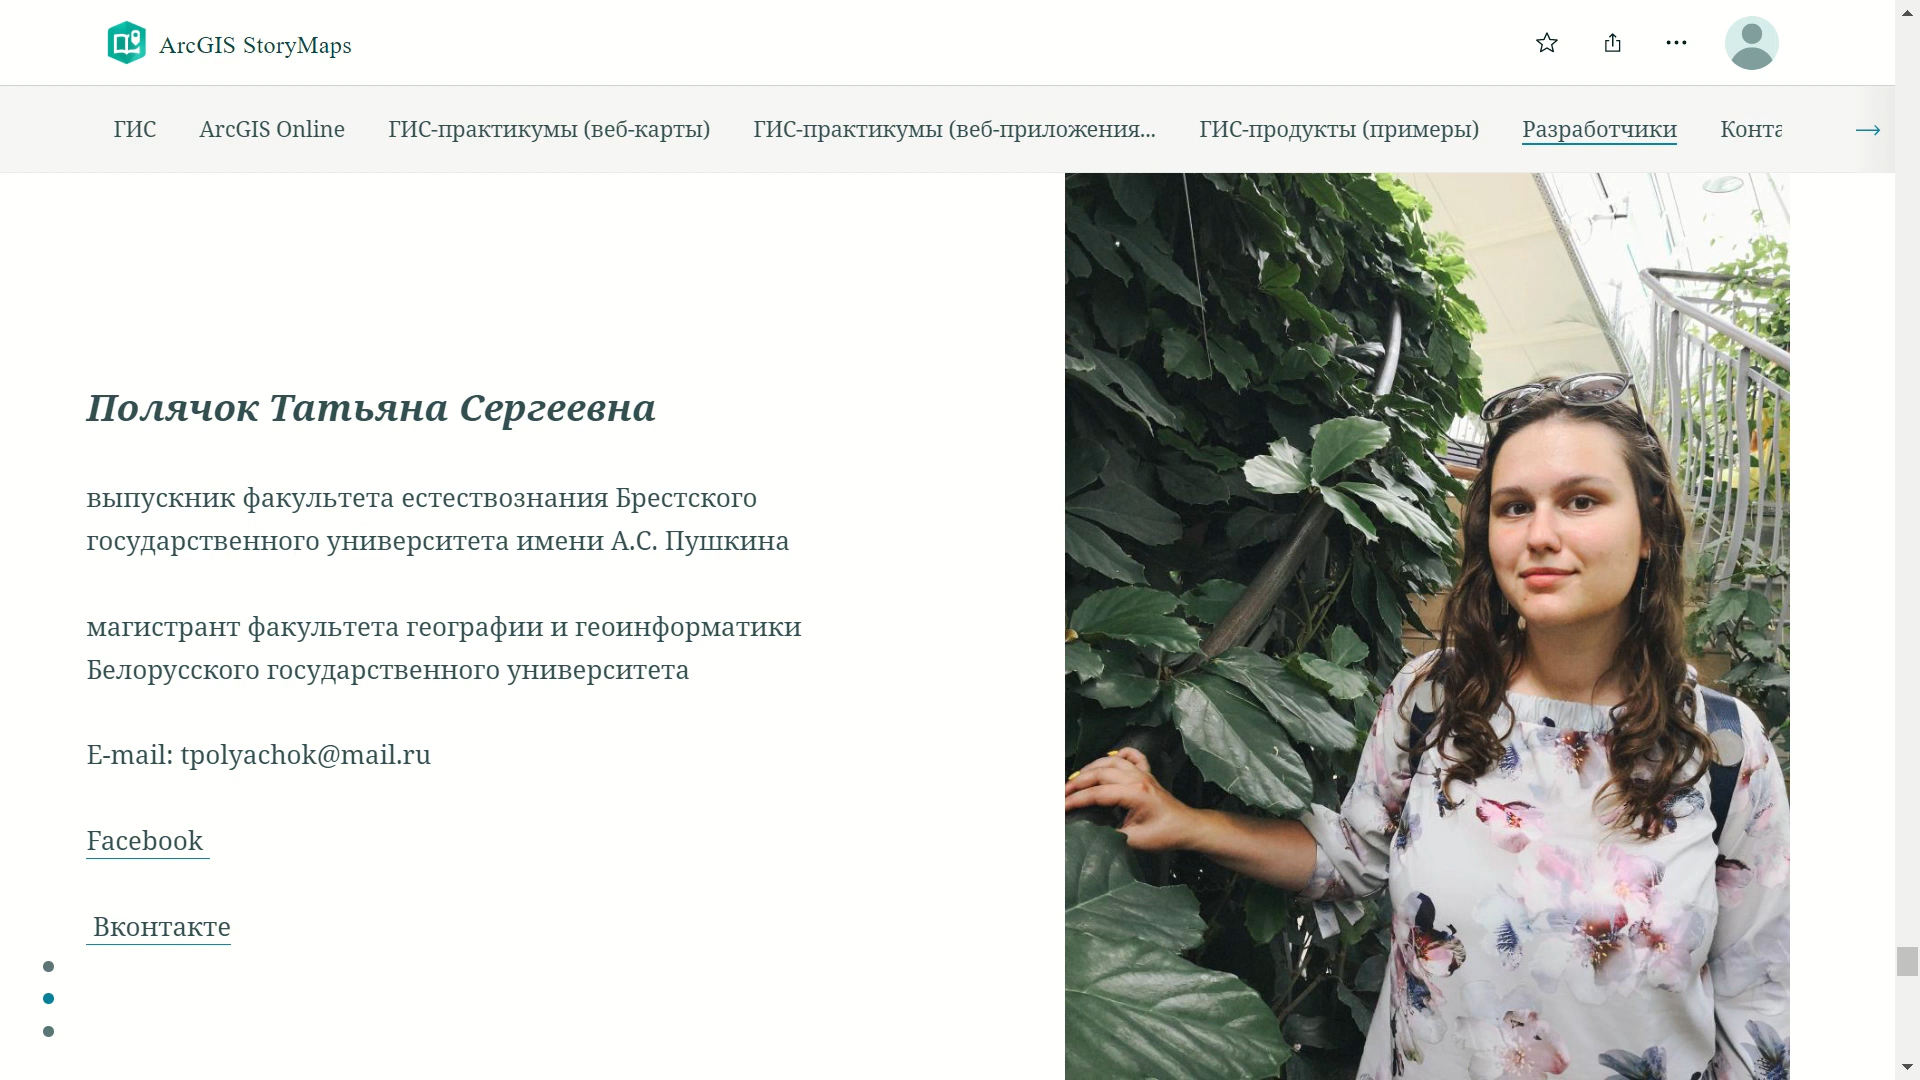 ArcGIS StoryMaps
ГИС ArcGIS Online ГИС-практикумы (веб-карты) ГИС-практикумы (веб-приложения... ГИС-продукты (примеры) Разработчики Конта
Полячок Татьяна Сергеевна
выпускник факультета естествознания Брестского
государственного университета имени А.С. Пушкина
магистрант факультета географии и геоинформатики
Белорусского государственного университета
E-mail: tpolyachok@mail.ru
Facebook
Вконтакте